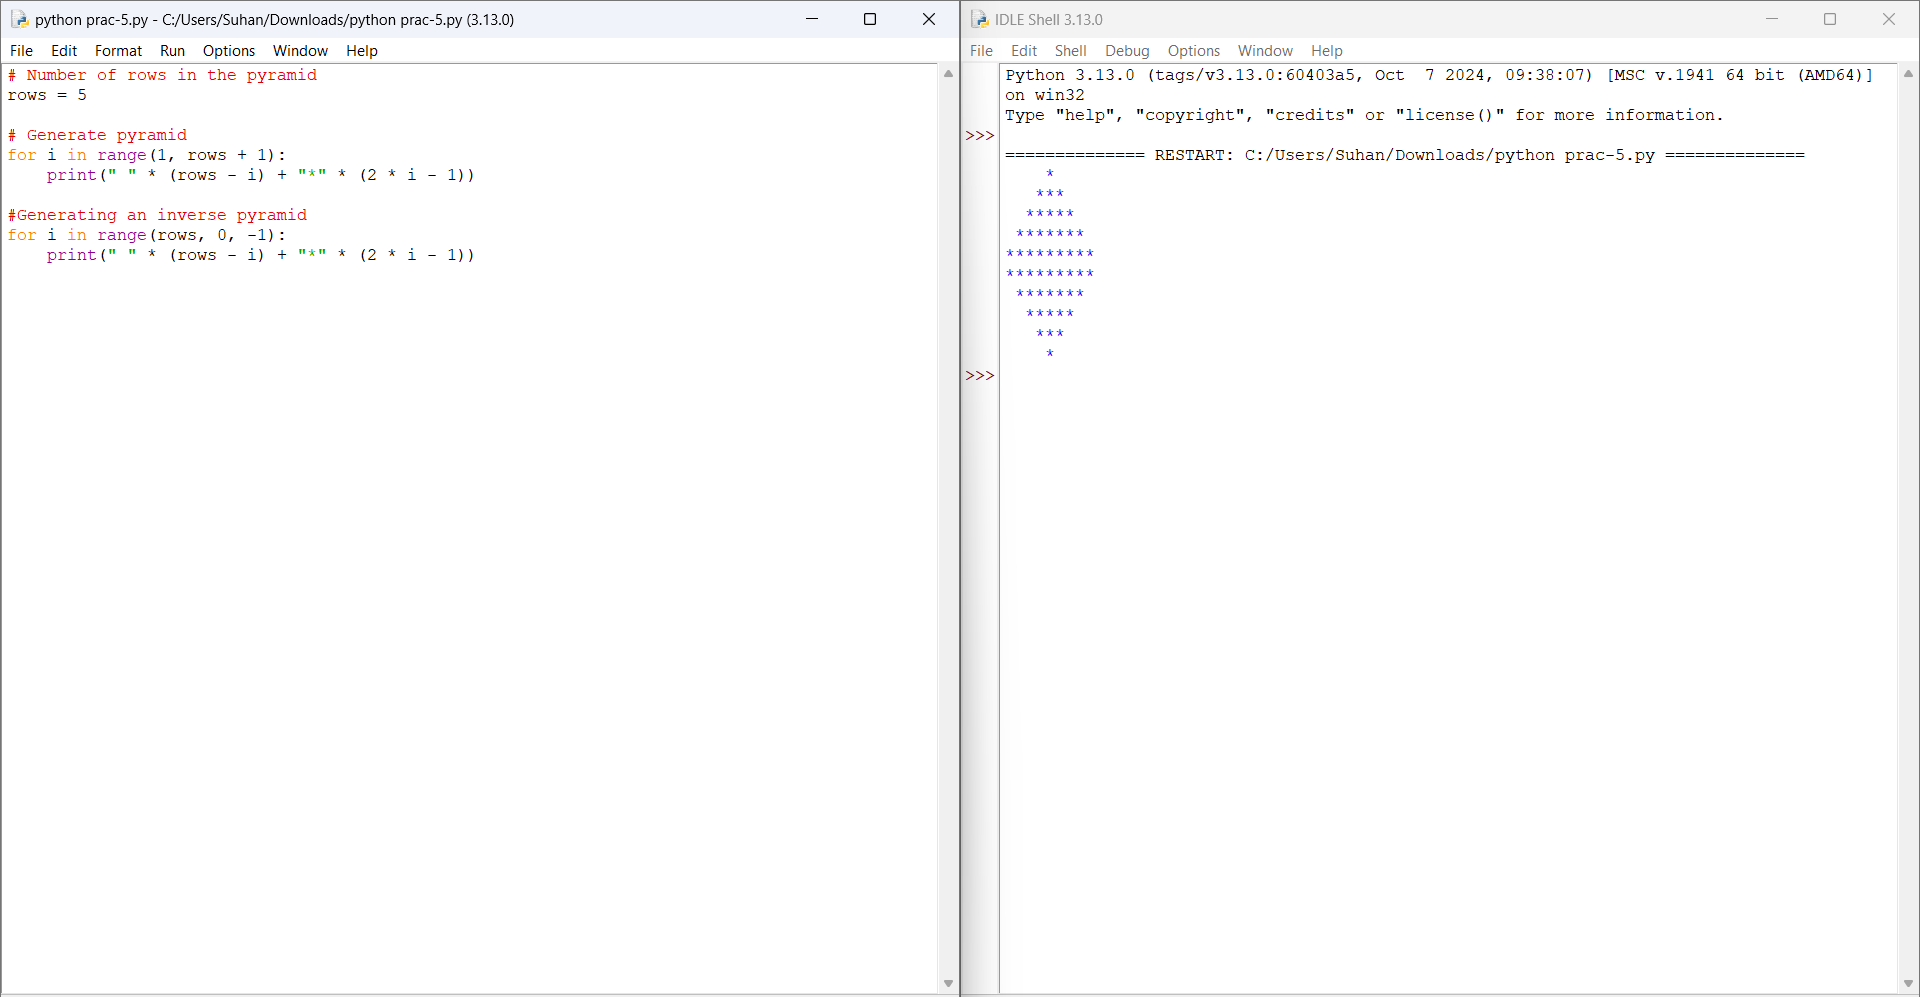 python prac-5.py - C:/Users/Suhan/Downloads/python prac-5.py (3.13.0)
File Edit Format Run Options Window Help
# Number of rows in the pyramid
rows = 5

# Generate pyramid
for i in range(1, rows + 1):
    print(" " * (rows - i) + "*" * (2 * i - 1))

#Generating an inverse pyramid
for i in range(rows, 0, -1):
    print(" " * (rows - i) + "*" * (2 * i - 1))
IDLE Shell 3.13.0
File Edit Shell Debug Options Window Help
Python 3.13.0 (tags/v3.13.0:60403a5, Oct  7 2024, 09:38:07) [MSC v.1941 64 bit (AMD64)]
on win32
Type "help", "copyright", "credits" or "license()" for more information.
>>>
============== RESTART: C:/Users/Suhan/Downloads/python prac-5.py ==============
    *
   ***
  *****
 *******
*********
*********
 *******
  *****
   ***
    *
>>>